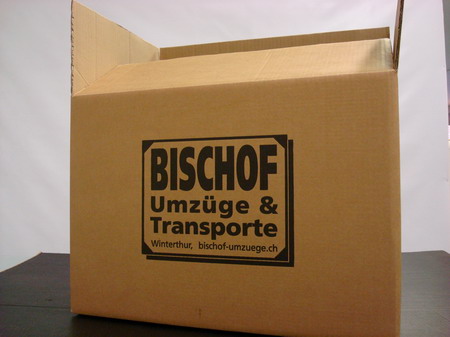 BISCHOF
Umzüge &
Transporte
Winterthur, bischof-umzuege.ch